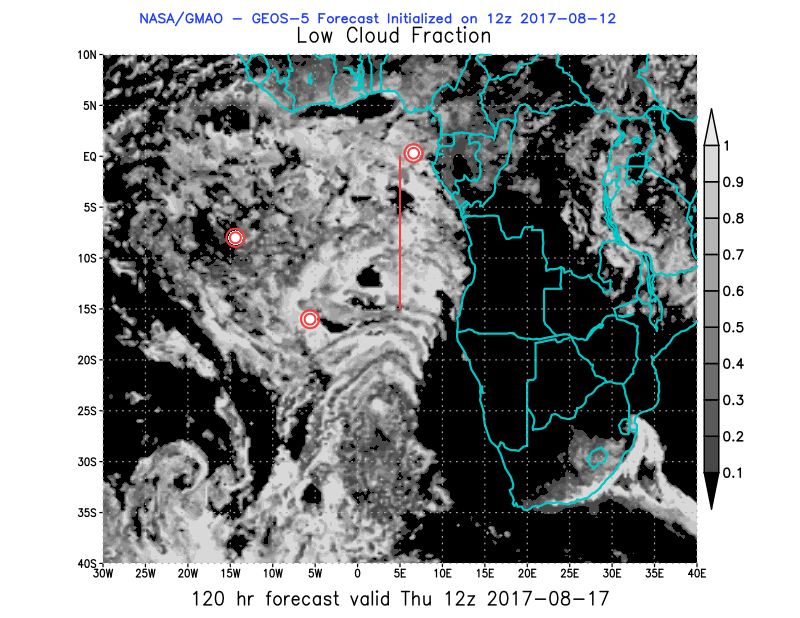 NASA/GMAO - GEOS-5 Forecast Initialized on 12z 2017-08-12
Low Cloud Fraction
10N
5N
EQ
5S
10S
15S
20S
25S
30S
35S
40S
30W 25W 20W 15W 10W 5W 0 5E 10E 15E 20E 25E 30E 35E 40E
1
0.9
0.8
0.7
0.6
0.5
0.4
0.3
0.2
0.1
120 hr forecast valid Thu 12z 2017-08-17